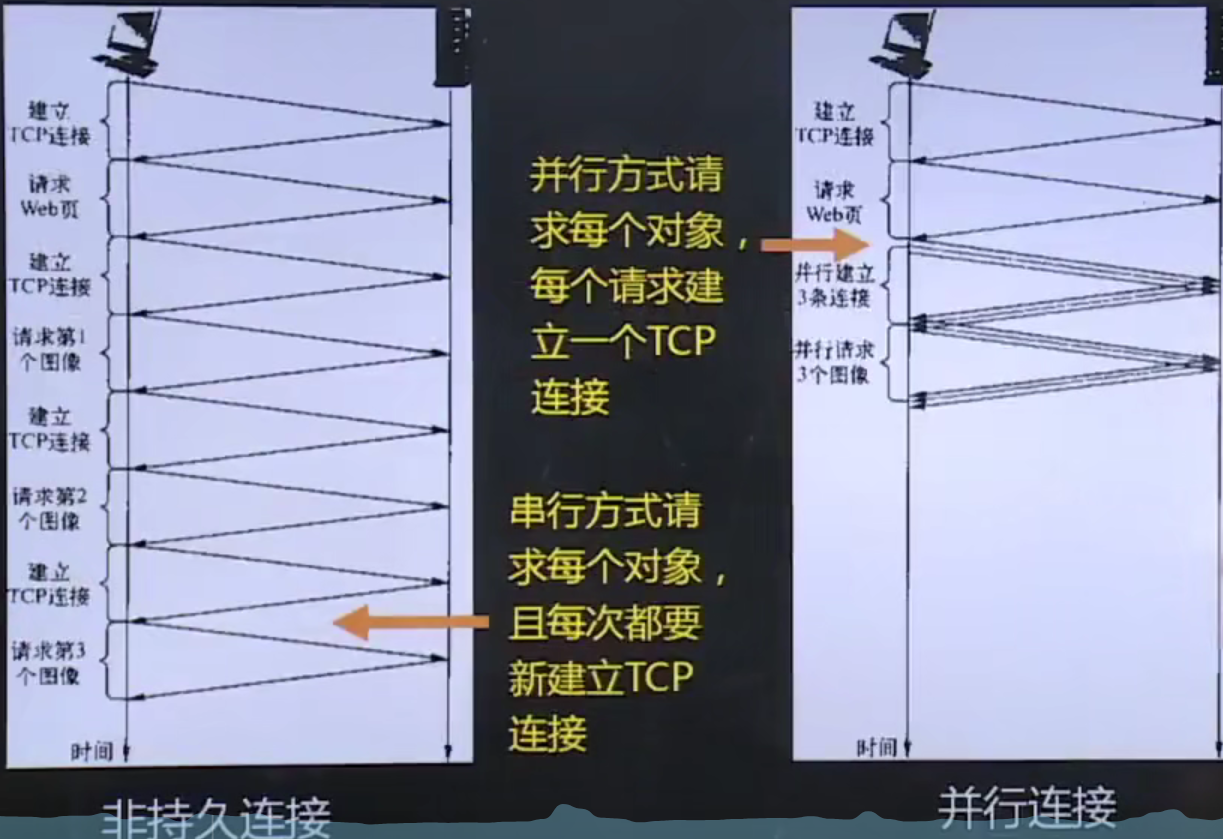 建立
TCP连接
请求
Web页
建立
TCP连接
请求第1
个图像
建立
TCP连接
请求第2
个图像
建立
TCP连接
请求第3
个图像
时间
非持久连接
并行方式请
求每个对象，
每个请求建
立一个TCP
连接
串行方式请
求每个对象，
且每次都要
新建立TCP
连接
建立
TCP连接
请求
Web页
并行建立
3条连接
并行请求
3个图像
时间
并行连接